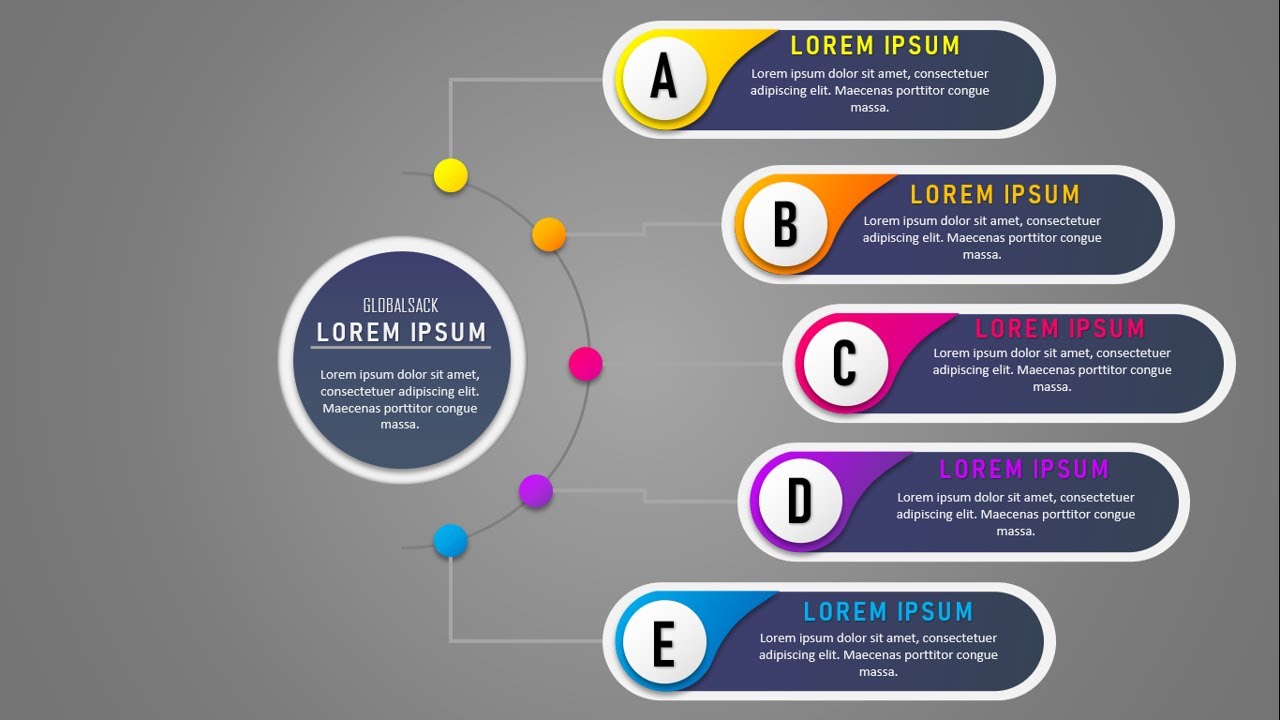 GLOBALSACK
LOREM IPSUM
Lorem ipsum dolor sit amet,
consectetuer adipiscing elit.
Maecenas porttitor congue
massa.
A
LOREM IPSUM
Lorem ipsum dolor sit amet, consectetuer
adipiscing elit. Maecenas porttitor congue
massa.
B
LOREM IPSUM
Lorem ipsum dolor sit amet, consectetuer
adipiscing elit. Maecenas porttitor congue
massa.
C
LOREM IPSUM
Lorem ipsum dolor sit amet, consectetuer
adipiscing elit. Maecenas porttitor congue
massa.
D
LOREM IPSUM
Lorem ipsum dolor sit amet, consectetuer
adipiscing elit. Maecenas porttitor congue
massa.
E
LOREM IPSUM
Lorem ipsum dolor sit amet, consectetuer
adipiscing elit. Maecenas porttitor congue
massa.